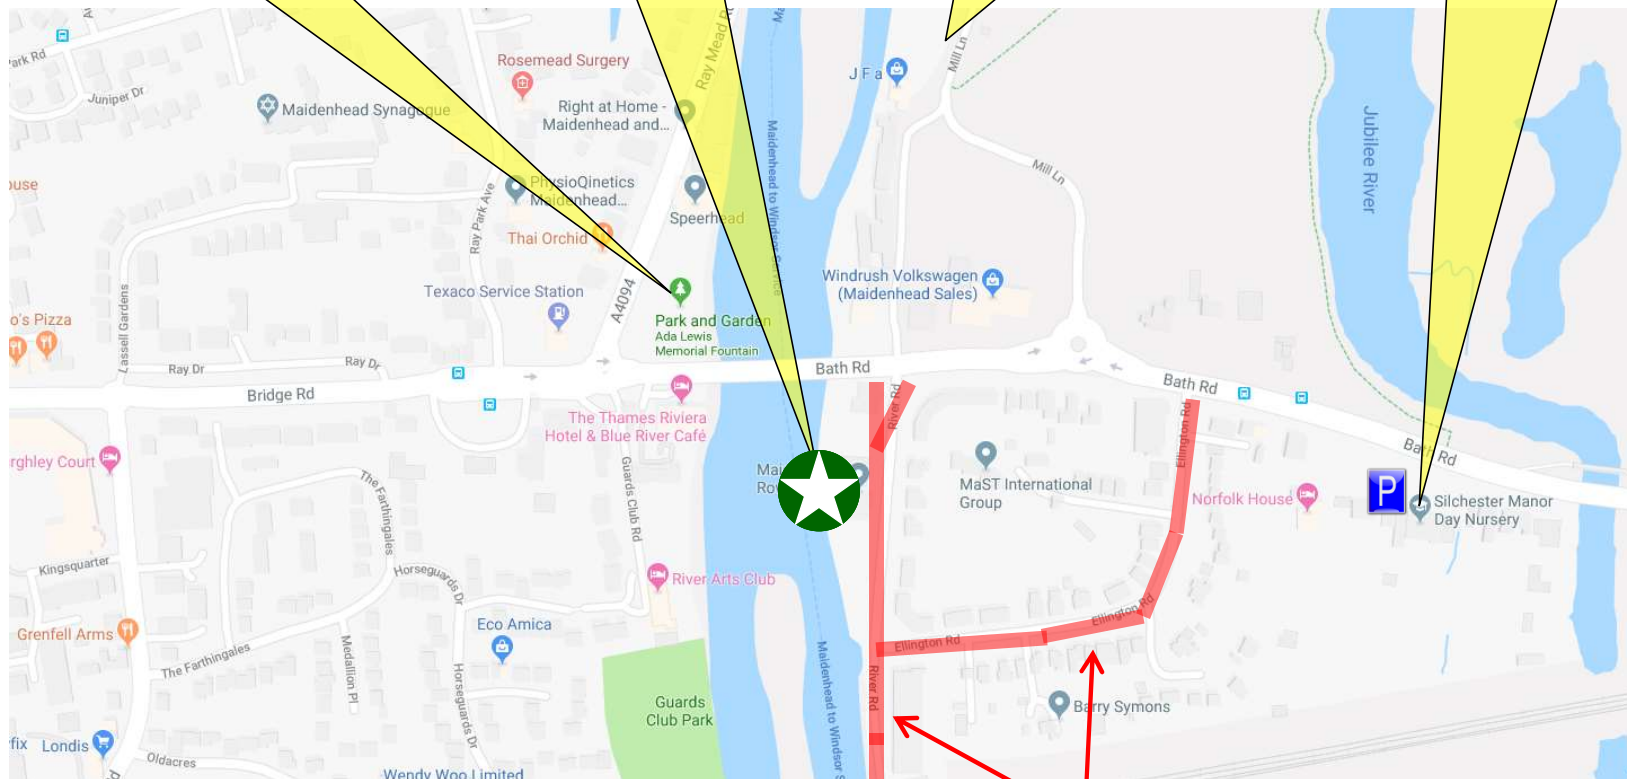 Park Rd
Juniper Dr
Maidenhead Synagogue
Rosemead Surgery
Right at Home -
Maidenhead and...
Ray Mead
J F a
Mill Ln
Mill Ln
Jubilee River
PhysioQinetics
Maidenhead...
Speerhead
Thai Orchid
Ray Park Ave
Maidenhead to Windsor Service
Texaco Service Station
A4094
Windrush Volkswagen
(Maidenhead Sales)
o's Pizza
Lassell Gardens
Park and Garden
Ada Lewis
Memorial Fountain
Ray Dr
Ray Dr
Bridge Rd
Bath Rd
Bath Rd
Bath Rd
The Thames Riviera
Hotel & Blue River Café
River Rd
Ellington Rd
rghley Court
The Farthingales
Guards Club Rd
MaST International
Group
Norfolk House
P
Silchester Manor
Day Nursery
Kingsquarter
Horseguards Dr
River Arts Club
Grenfell Arms
Eco Amica
Ellington Rd
Ellington Rd
The Farthingales
Medallion Pl
Horseguards Dr
Maidenhead to Windsor S
River Rd
Guards
Club Park
Barry Symons
fix
Londis
Oldacres
Wendy Woo Limited